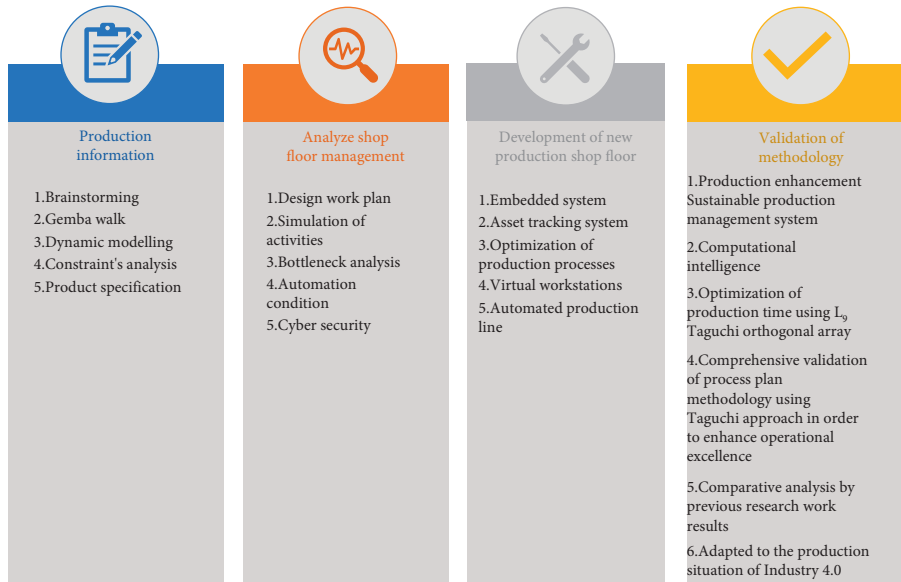 Production
information
1.Brainstorming
2.Gemba walk
3.Dynamic modelling
4.Constraint's analysis
5.Product specification
Analyze shop
floor management
1.Design work plan
2.Simulation of
activities
3.Bottleneck analysis
4.Automation
condition
5.Cyber security
Development of new
production shop floor
1.Embedded system
2.Asset tracking system
3.Optimization of
production processes
4.Virtual workstations
5.Automated production
line
Validation of
methodology
1.Production enhancement
Sustainable production
management system
2.Computational
intelligence
3.Optimization of
production time using L₉
Taguchi orthogonal array
4.Comprehensive validation
of process plan
methodology using
Taguchi approach in order
to enhance operational
excellence
5.Comparative analysis by
previous research work
results
6.Adapted to the production
situation of Industry 4.0